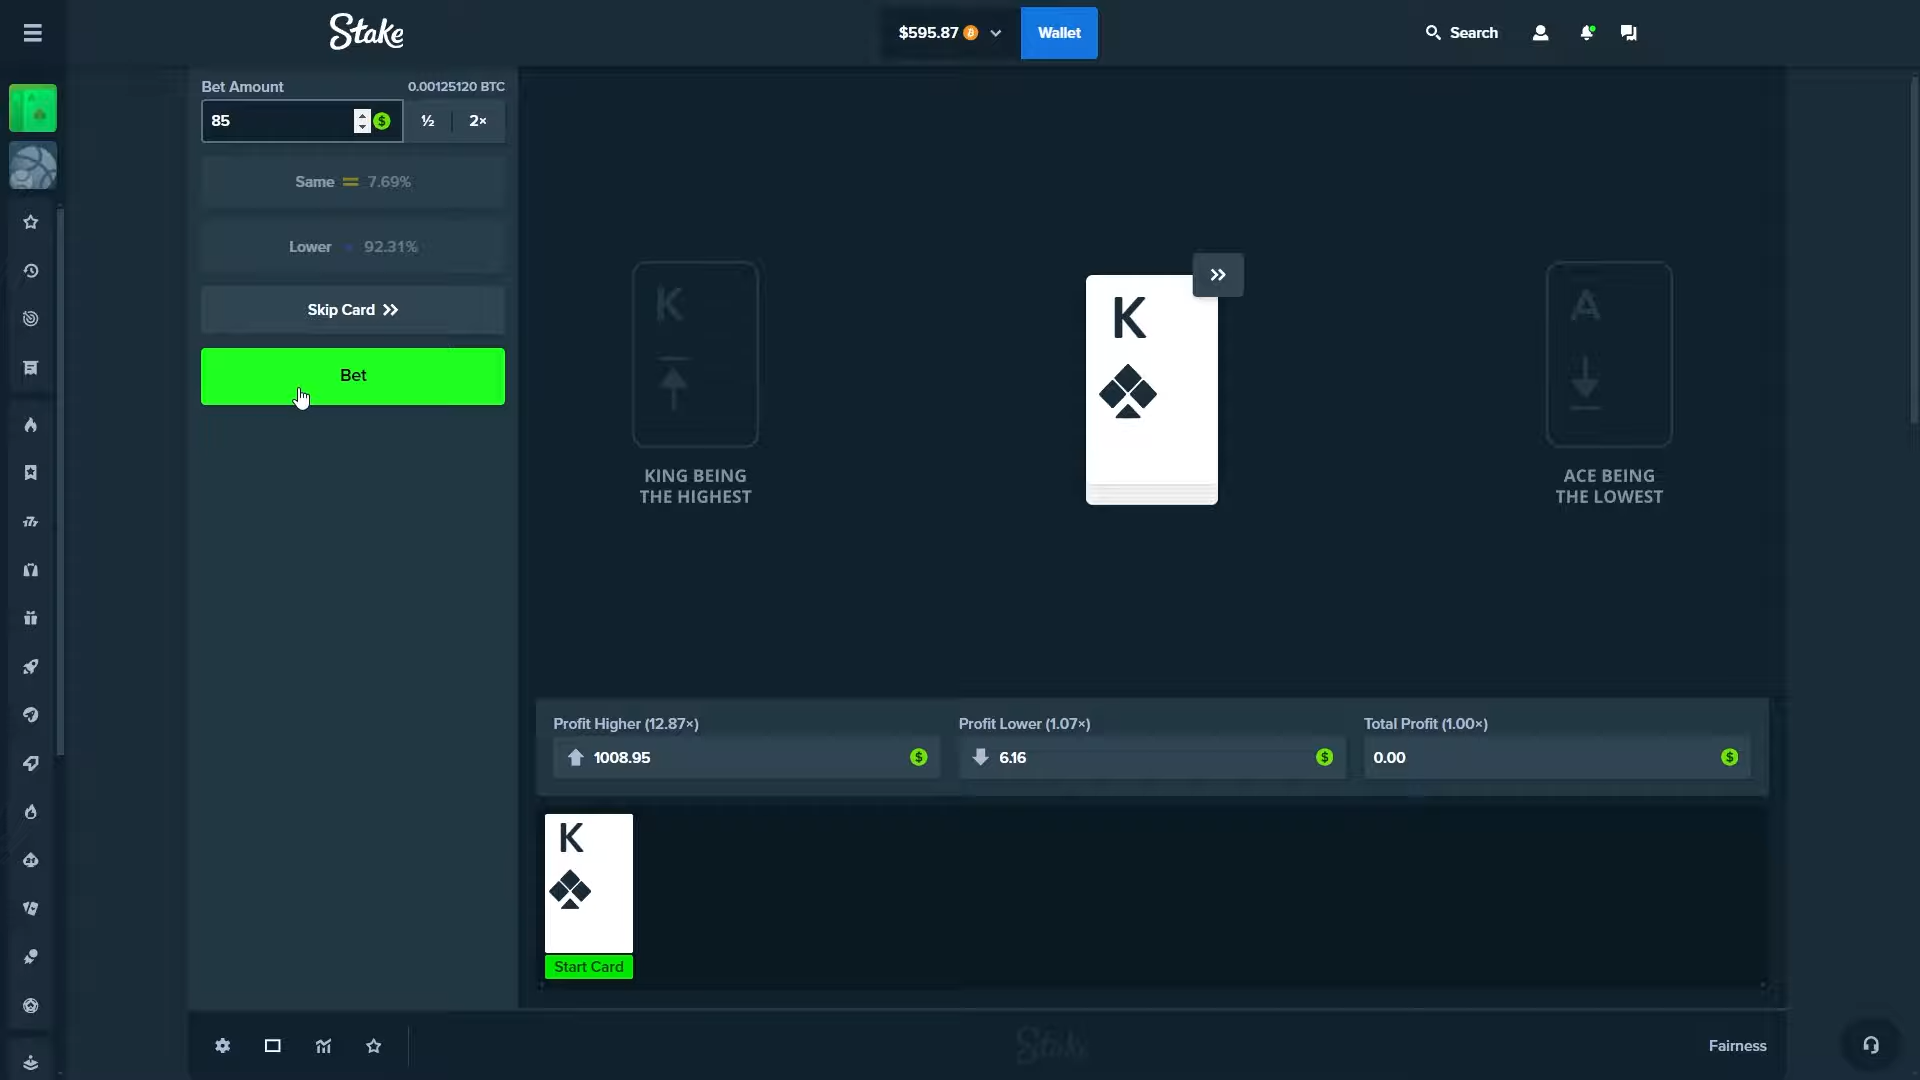 Stake
$595.87
Wallet
Search
Bet Amount
0.00125120 BTC
85
½
2×
Same 7.69%
Lower 92.31%
Skip Card
Bet
K
KING BEING
THE HIGHEST
K
A
ACE BEING
THE LOWEST
Profit Higher (12.87×)
1008.95
Profit Lower (1.07×)
6.16
Total Profit (1.00×)
0.00
K
Start Card
Stake
Fairness